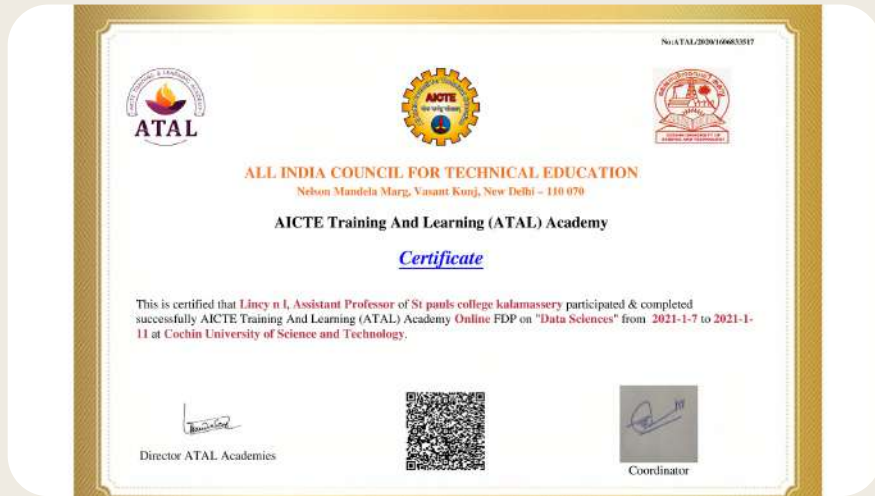 No:ATAL/2020/1606833517
ATAL
AICTE
ALL INDIA COUNCIL FOR TECHNICAL EDUCATION
Nelson Mandela Marg, Vasant Kunj, New Delhi – 110 070
AICTE Training And Learning (ATAL) Academy
Certificate
This is certified that Lincy n l, Assistant Professor of St pauls college kalamassery participated & completed
successfully AICTE Training And Learning (ATAL) Academy Online FDP on "Data Sciences" from 2021-1-7 to 2021-1-
11 at Cochin University of Science and Technology.
Director ATAL Academies
Coordinator